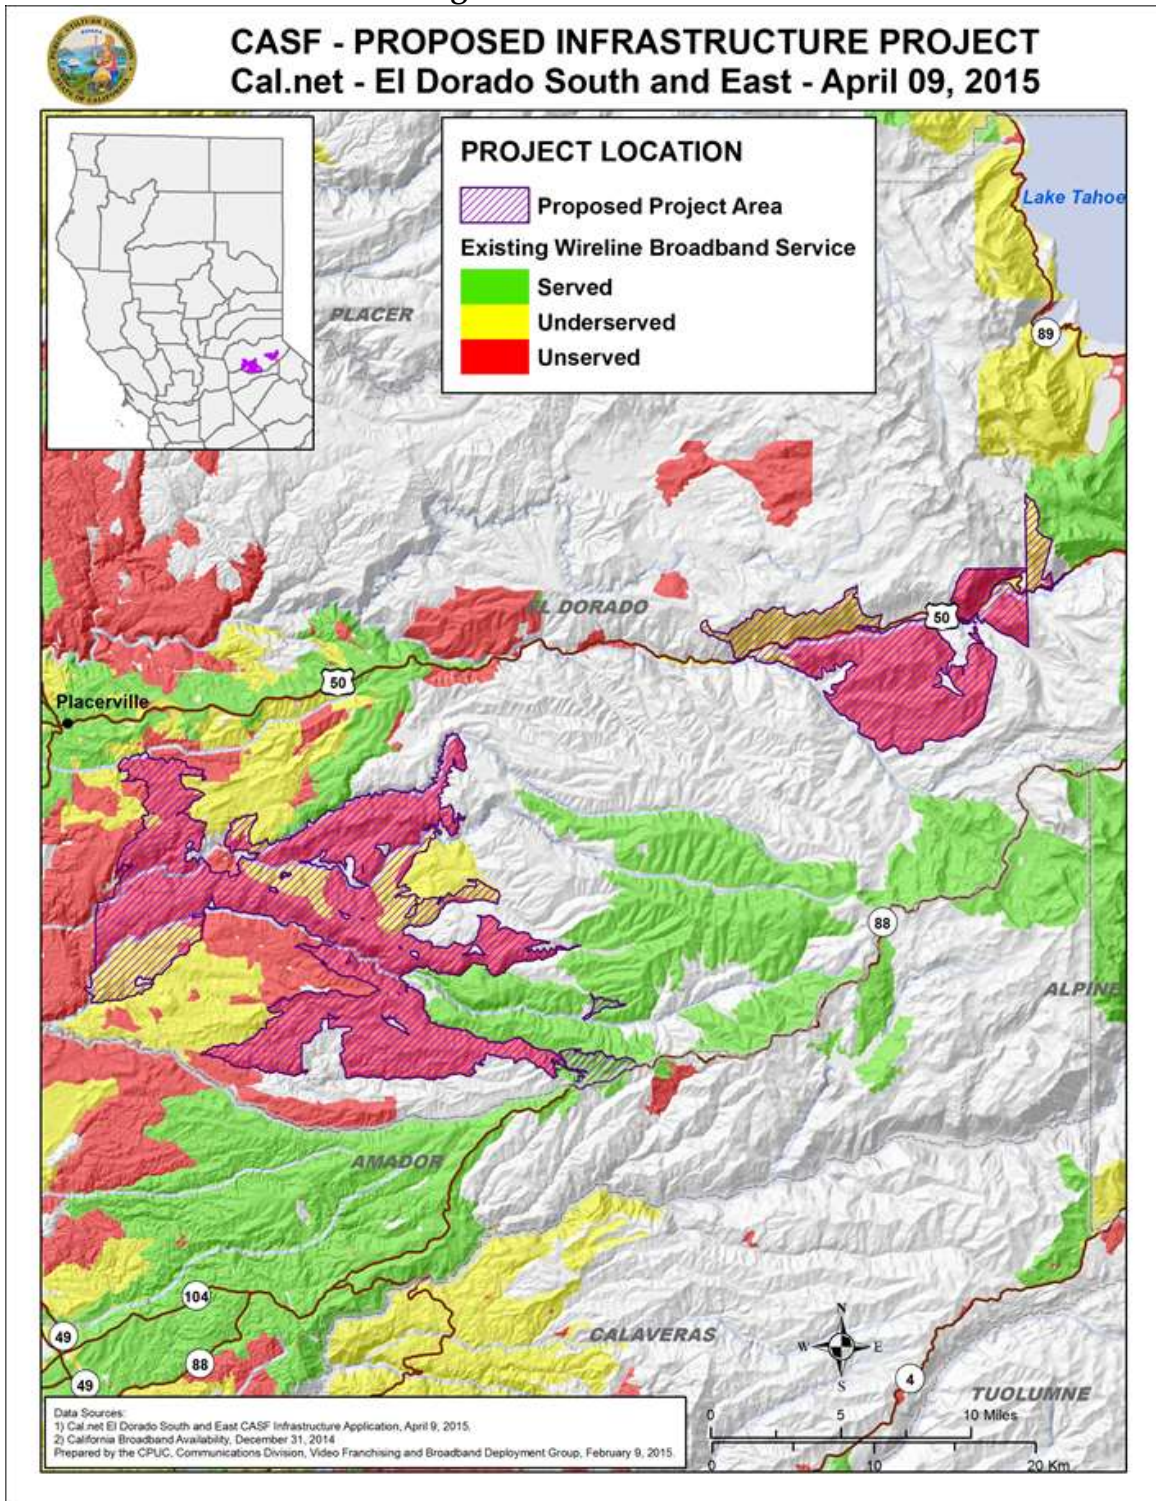 CASF - PROPOSED INFRASTRUCTURE PROJECT
Cal.net - El Dorado South and East - April 09, 2015
PROJECT LOCATION
Proposed Project Area
Existing Wireline Broadband Service
Served
Underserved
Unserved
Lake Tahoe
PLACER
89
EL DORADO
50
50
Placerville
88
ALPINE
AMADOR
104
49
88
49
CALAVERAS
N
W E
S
4
TUOLUMNE
0 5 10 Miles
0 10 20 Km
Data Sources:
1) Cal.net El Dorado South and East CASF Infrastructure Application, April 9, 2015.
2) California Broadband Availability, December 31, 2014
Prepared by the CPUC, Communications Division, Video Franchising and Broadband Deployment Group, February 9, 2015.